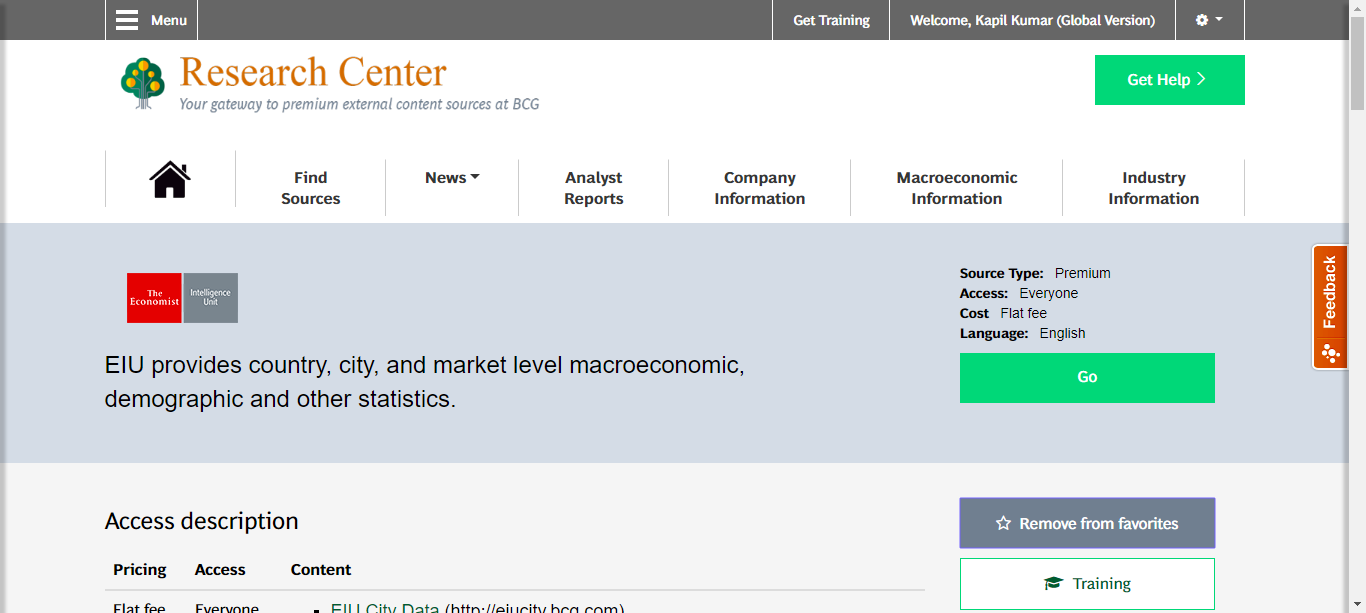 Menu
Get Training
Welcome, Kapil Kumar (Global Version)
Research Center
Your gateway to premium external content sources at BCG
Get Help
Find
Sources
News
Analyst
Reports
Company
Information
Macroeconomic
Information
Industry
Information
The
Economist
Intelligence
Unit
EIU provides country, city, and market level macroeconomic,
demographic and other statistics.
Source Type: Premium
Access: Everyone
Cost Flat fee
Language: English
Go
Feedback
Access description
Pricing Access Content
Flat fee Everyone EIU City Data (http://eiucity.bcg.com)
Remove from favorites
Training